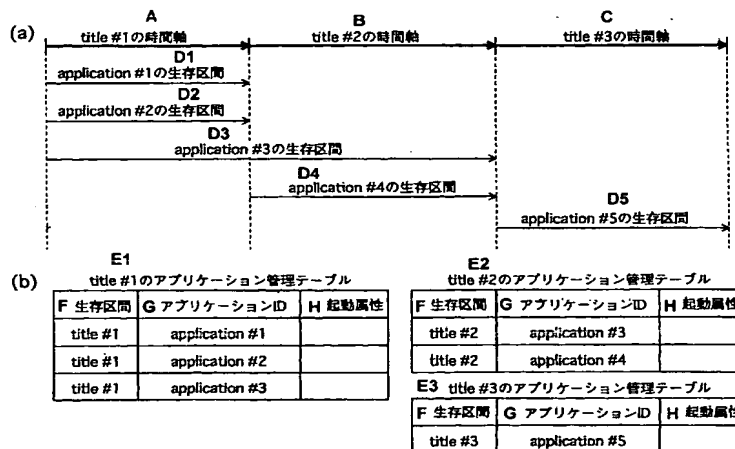 A B C
(a) title #1の時間軸 title #2の時間軸 title #3の時間軸
D1
application #1の生存区間
D2
application #2の生存区間
D3
application #3の生存区間
D4
application #4の生存区間
D5
application #5の生存区間
E1
(b) title #1のアプリケーション管理テーブル
F 生存区間 G アプリケーションID H 起動属性
title #1 application #1
title #1 application #2
title #1 application #3
E2
title #2のアプリケーション管理テーブル
F 生存区間 G アプリケーションID H 起動属性
title #2 application #3
title #2 application #4
E3 title #3のアプリケーション管理テーブル
F 生存区間 G アプリケーションID H 起動属性
title #3 application #5